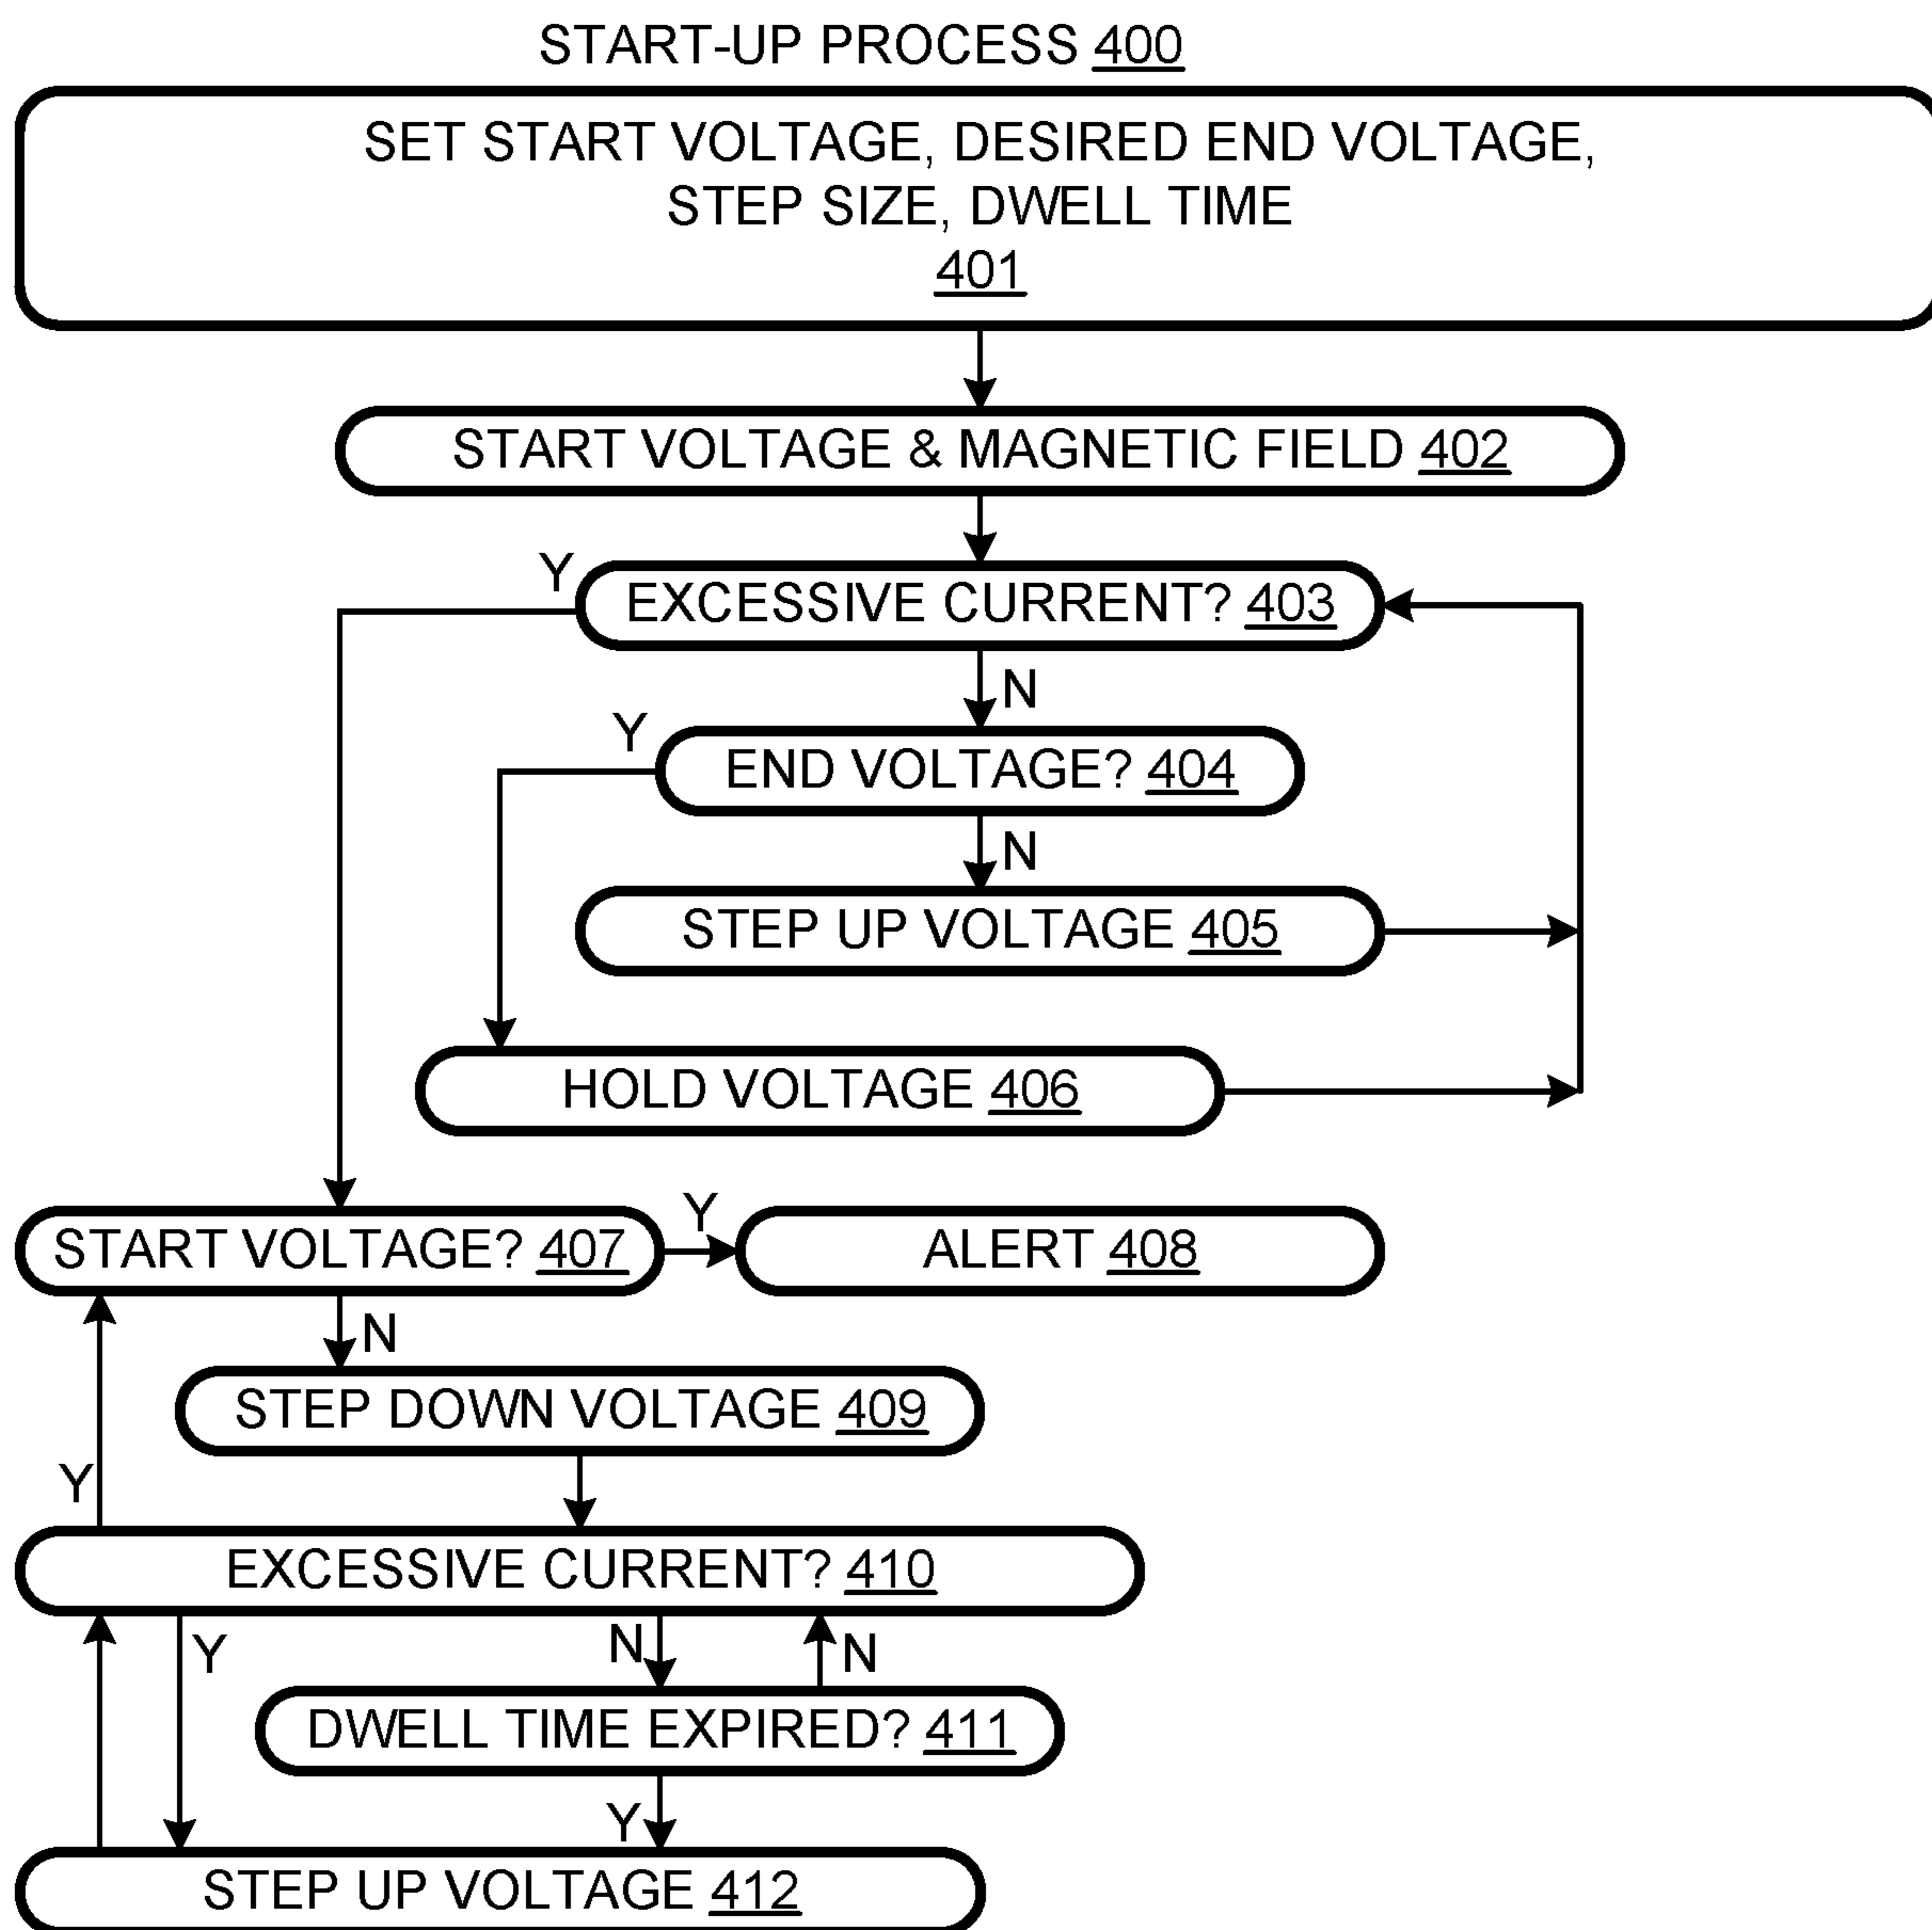 START-UP PROCESS 400
SET START VOLTAGE, DESIRED END VOLTAGE,
STEP SIZE, DWELL TIME
401
START VOLTAGE & MAGNETIC FIELD 402
Y
EXCESSIVE CURRENT? 403
N
Y
END VOLTAGE? 404
N
STEP UP VOLTAGE 405
HOLD VOLTAGE 406
START VOLTAGE? 407
Y
ALERT 408
N
STEP DOWN VOLTAGE 409
Y
EXCESSIVE CURRENT? 410
Y
N
N
DWELL TIME EXPIRED? 411
Y
STEP UP VOLTAGE 412